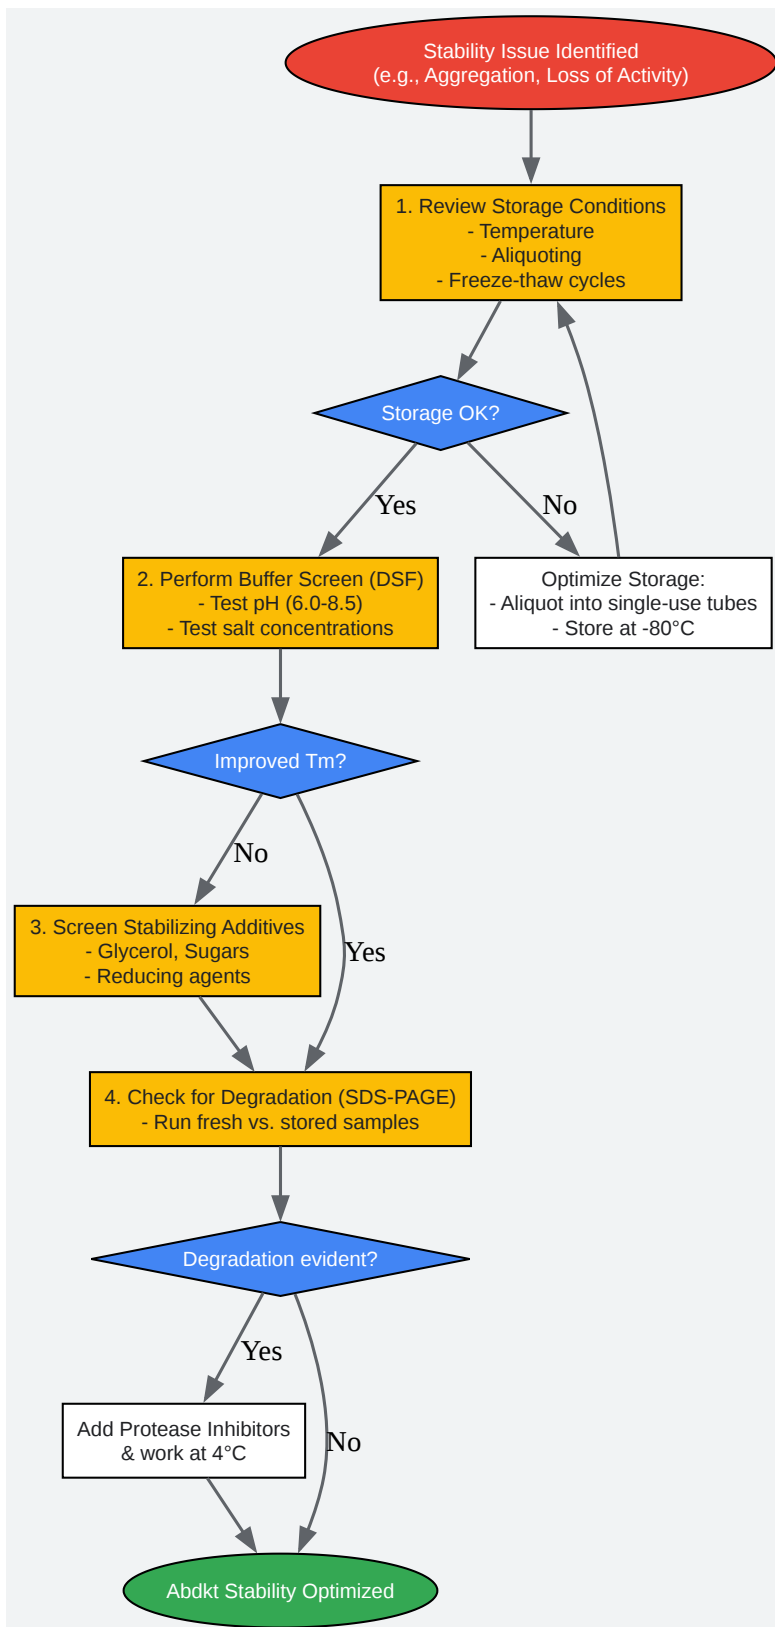 Stability Issue Identified
(e.g., Aggregation, Loss of Activity)
1. Review Storage Conditions
- Temperature
- Aliquoting
- Freeze-thaw cycles
Storage OK?
Yes
No
2. Perform Buffer Screen (DSF)
- Test pH (6.0-8.5)
- Test salt concentrations
Optimize Storage:
- Aliquot into single-use tubes
- Store at -80°C
Improved Tm?
No
Yes
3. Screen Stabilizing Additives
- Glycerol, Sugars
- Reducing agents
4. Check for Degradation (SDS-PAGE)
- Run fresh vs. stored samples
Degradation evident?
Yes
No
Add Protease Inhibitors
& work at 4°C
Abdkt Stability Optimized